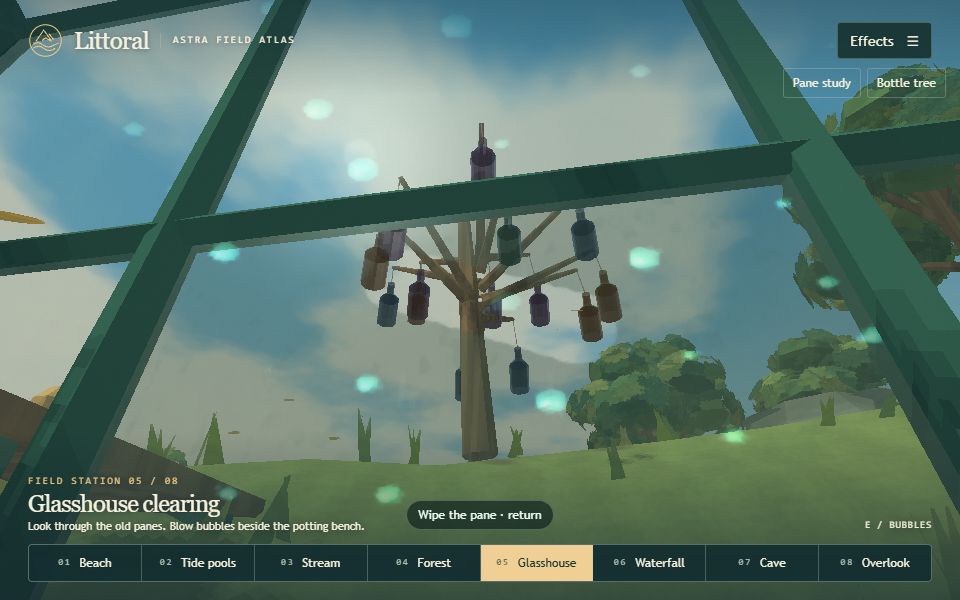 Littoral
ASTRA FIELD ATLAS
Effects ☰
Pane study
Bottle tree
FIELD STATION 05 / 08
Glasshouse clearing
Look through the old panes. Blow bubbles beside the potting bench.
Wipe the pane · return
E / BUBBLES
01 Beach
02 Tide pools
03 Stream
04 Forest
05 Glasshouse
06 Waterfall
07 Cave
08 Overlook